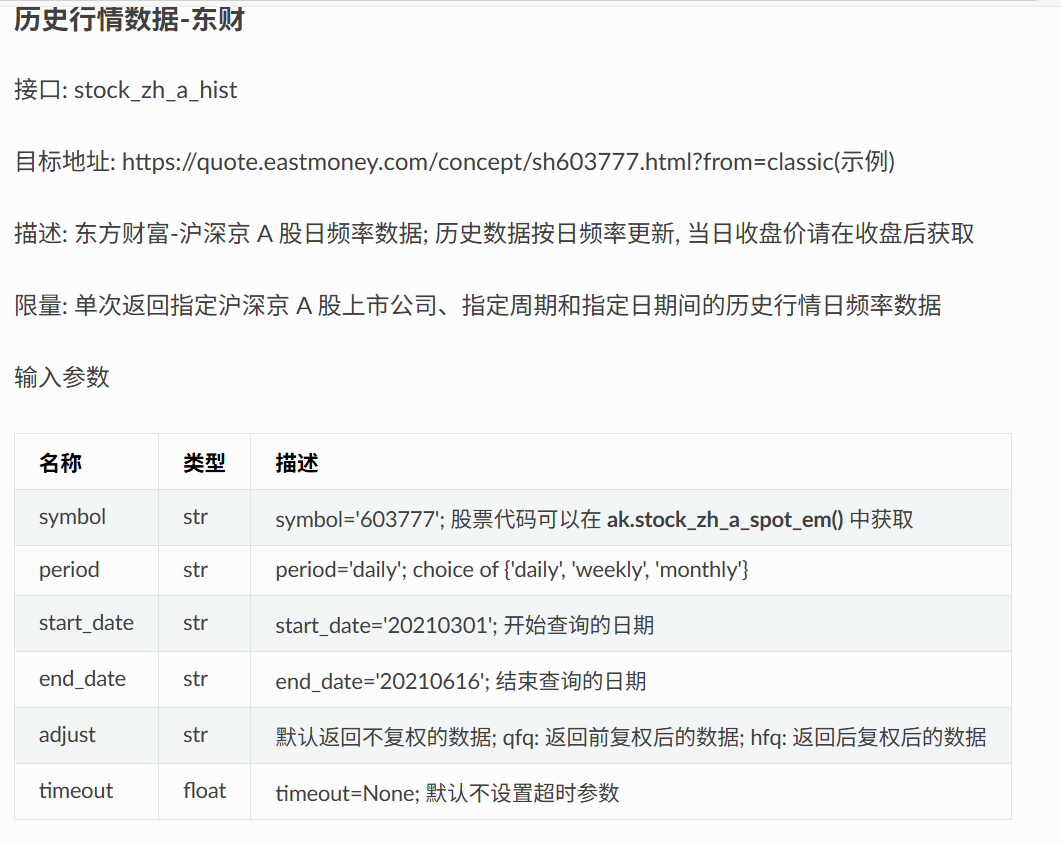 历史行情数据-东财
接口: stock_zh_a_hist
目标地址: https://quote.eastmoney.com/concept/sh603777.html?from=classic(示例)
描述: 东方财富-沪深京 A 股日频率数据; 历史数据按日频率更新, 当日收盘价请在收盘后获取
限量: 单次返回指定沪深京 A 股上市公司、指定周期和指定日期间的历史行情日频率数据
输入参数
名称 类型 描述
symbol str symbol='603777'; 股票代码可以在 ak.stock_zh_a_spot_em() 中获取
period str period='daily'; choice of {'daily', 'weekly', 'monthly'}
start_date str start_date='20210301'; 开始查询的日期
end_date str end_date='20210616'; 结束查询的日期
adjust str 默认返回不复权的数据; qfq: 返回前复权后的数据; hfq: 返回后复权后的数据
timeout float timeout=None; 默认不设置超时参数